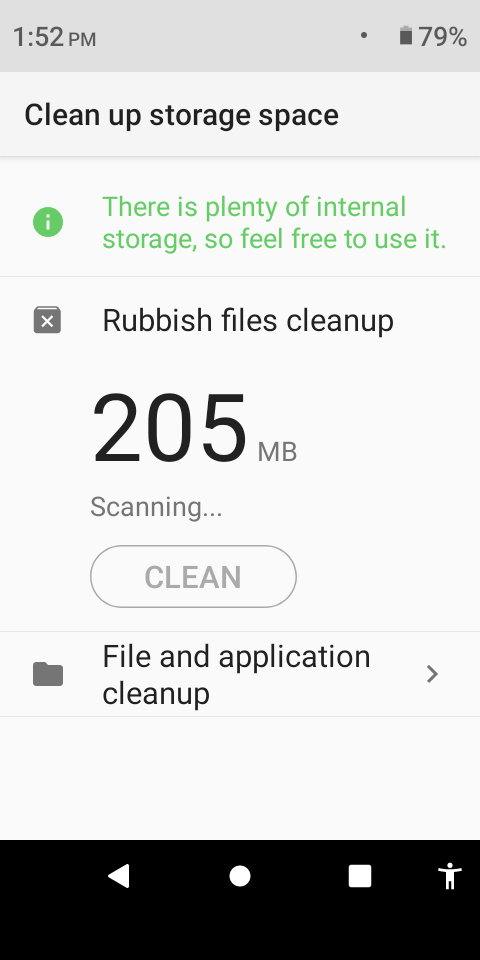 1:52 PM
79%
Clean up storage space
There is plenty of internal
storage, so feel free to use it.
Rubbish files cleanup
205 MB
Scanning...
CLEAN
File and application
cleanup